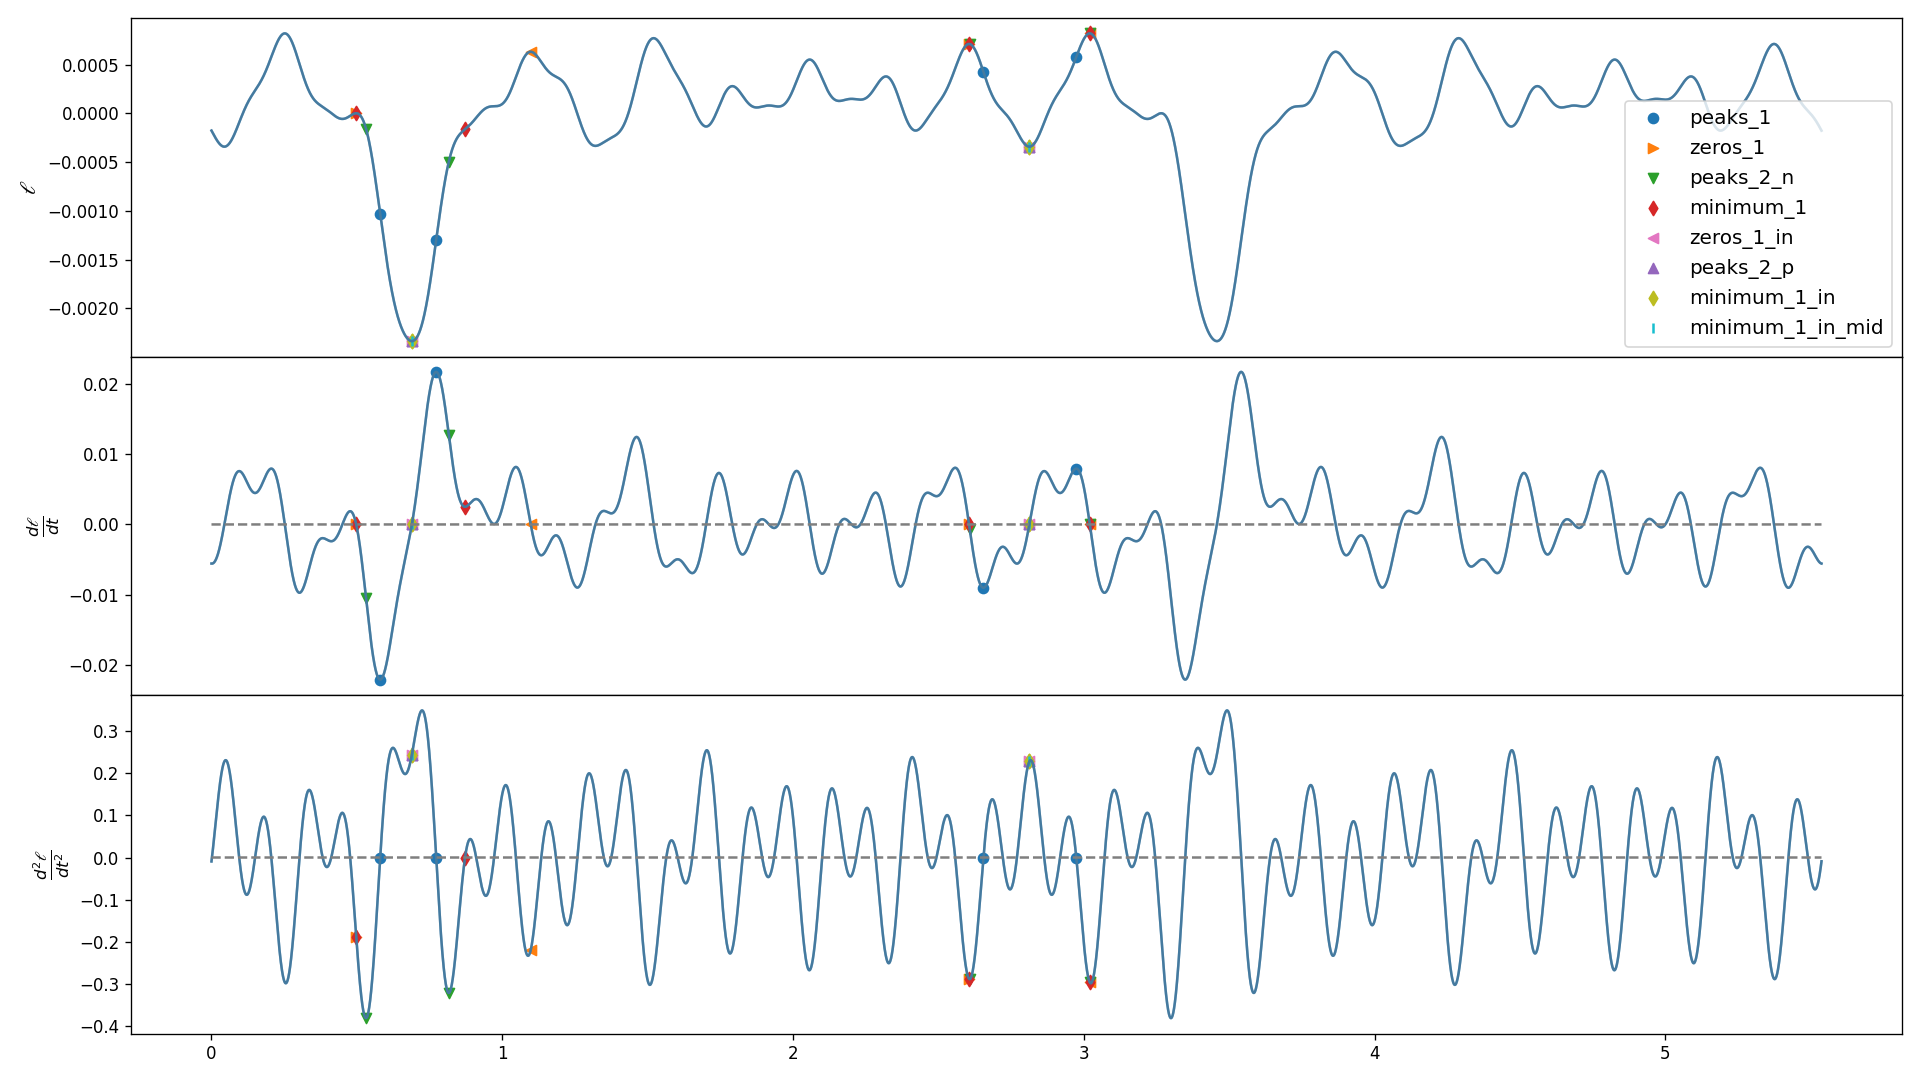 0.0005
0.0000
−0.0005
−0.0010
−0.0015
−0.0020
ℓ
peaks_1
zeros_1
peaks_2_n
minimum_1
zeros_1_in
peaks_2_p
minimum_1_in
minimum_1_in_mid
0.02
0.01
0.00
−0.01
−0.02
dℓ/dt
0.3
0.2
0.1
0.0
−0.1
−0.2
−0.3
−0.4
d²ℓ/dt²
0 1 2 3 4 5